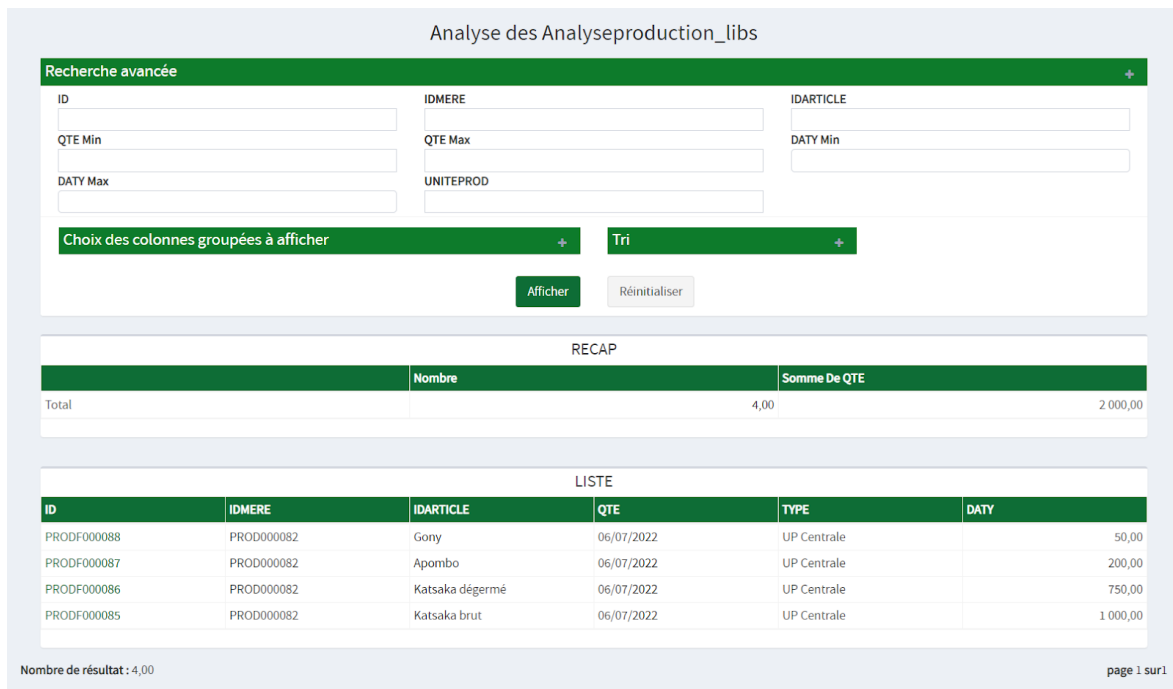 Analyse des Analyseproduction_libs
Recherche avancée +
ID IDMERE IDARTICLE
QTE Min QTE Max DATY Min
DATY Max UNITEPROD
Choix des colonnes groupées à afficher + Tri +
Afficher Réinitialiser
RECAP
Nombre Somme De QTE
Total 4,00 2 000,00
LISTE
ID IDMERE IDARTICLE QTE TYPE DATY
PRODF000088 PROD000082 Gony 06/07/2022 UP Centrale 50,00
PRODF000087 PROD000082 Apombo 06/07/2022 UP Centrale 200,00
PRODF000086 PROD000082 Katsaka dégermé 06/07/2022 UP Centrale 750,00
PRODF000085 PROD000082 Katsaka brut 06/07/2022 UP Centrale 1 000,00
Nombre de résultat : 4,00 page 1 sur1